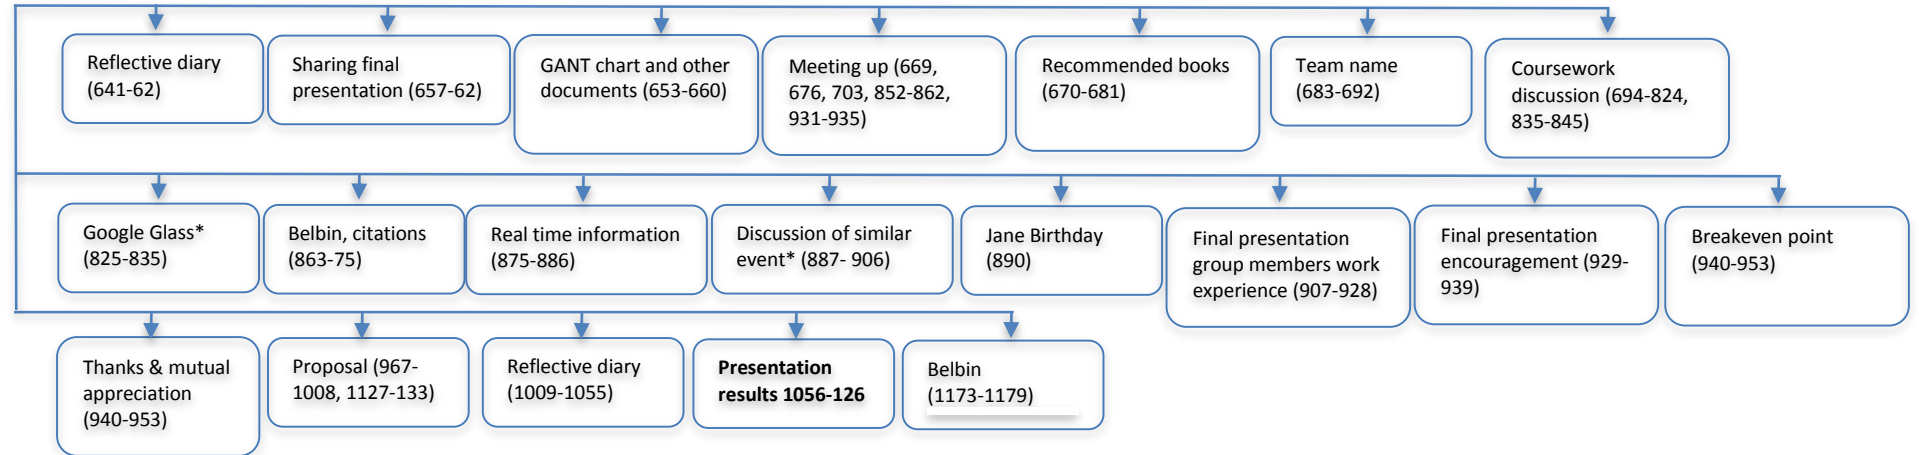 Reflective diary
(641-62)
Sharing final
presentation (657-62)
GANT chart and other
documents (653-660)
Meeting up (669,
676, 703, 852-862,
931-935)
Recommended books
(670-681)
Team name
(683-692)
Coursework
discussion (694-824,
835-845)
Google Glass*
(825-835)
Belbin, citations
(863-75)
Real time information
(875-886)
Discussion of similar
event* (887- 906)
Jane Birthday
(890)
Final presentation
group members work
experience (907-928)
Final presentation
encouragement (929-
939)
Breakeven point
(940-953)
Thanks & mutual
appreciation
(940-953)
Proposal (967-
1008, 1127-133)
Reflective diary
(1009-1055)
Presentation
results 1056-126
Belbin
(1173-1179)